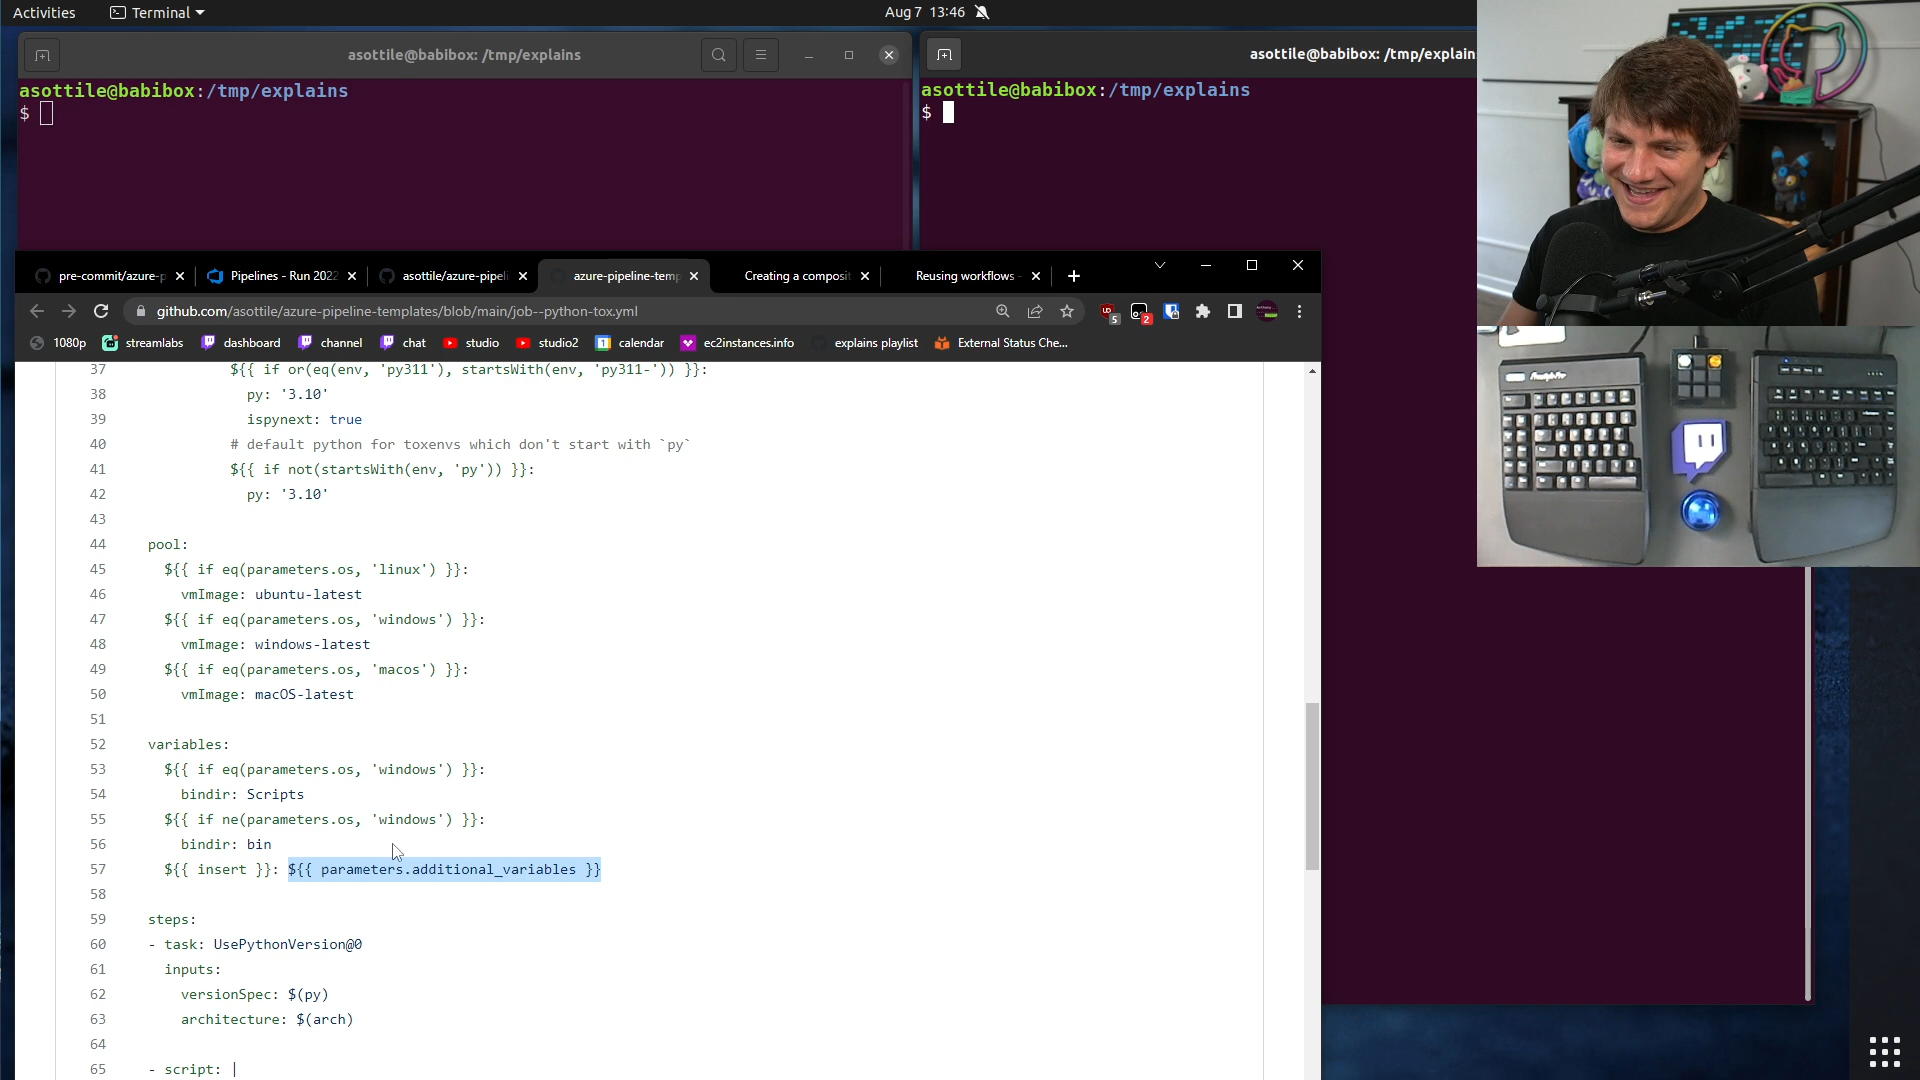 Activities
Terminal
Aug 7 13:46
asottile@babibox: /tmp/explains
asottile@babibox: /tmp/explain
asottile@babibox:/tmp/explains
$
asottile@babibox:/tmp/explains
$
pre-commit/azure-p
Pipelines - Run 2022
asottile/azure-pipeli
azure-pipeline-temp
Creating a composit
Reusing workflows -
github.com/asottile/azure-pipeline-templates/blob/main/job--python-tox.yml
5
2
1080p
streamlabs
dashboard
channel
chat
studio
studio2
calendar
ec2instances.info
explains playlist
External Status Che...
37 ${{ if or(eq(env, 'py311'), startsWith(env, 'py311-')) }}:
38 py: '3.10'
39 ispynext: true
40 # default python for toxenvs which don't start with `py`
41 ${{ if not(startsWith(env, 'py')) }}:
42 py: '3.10'
43
44 pool:
45 ${{ if eq(parameters.os, 'linux') }}:
46 vmImage: ubuntu-latest
47 ${{ if eq(parameters.os, 'windows') }}:
48 vmImage: windows-latest
49 ${{ if eq(parameters.os, 'macos') }}:
50 vmImage: macOS-latest
51
52 variables:
53 ${{ if eq(parameters.os, 'windows') }}:
54 bindir: Scripts
55 ${{ if ne(parameters.os, 'windows') }}:
56 bindir: bin
57 ${{ insert }}: ${{ parameters.additional_variables }}
58
59 steps:
60 - task: UsePythonVersion@0
61 inputs:
62 versionSpec: $(py)
63 architecture: $(arch)
64
65 - script: |